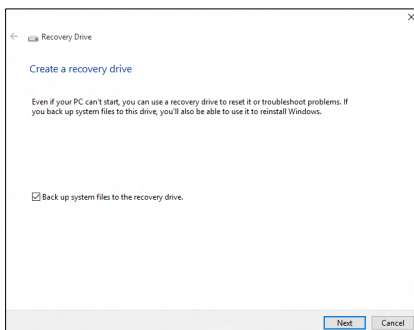 Recovery Drive
Create a recovery drive
Even if your PC can't start, you can use a recovery drive to reset it or troubleshoot problems. If
you back up system files to this drive, you'll also be able to use it to reinstall Windows.
Back up system files to the recovery drive.
Next Cancel